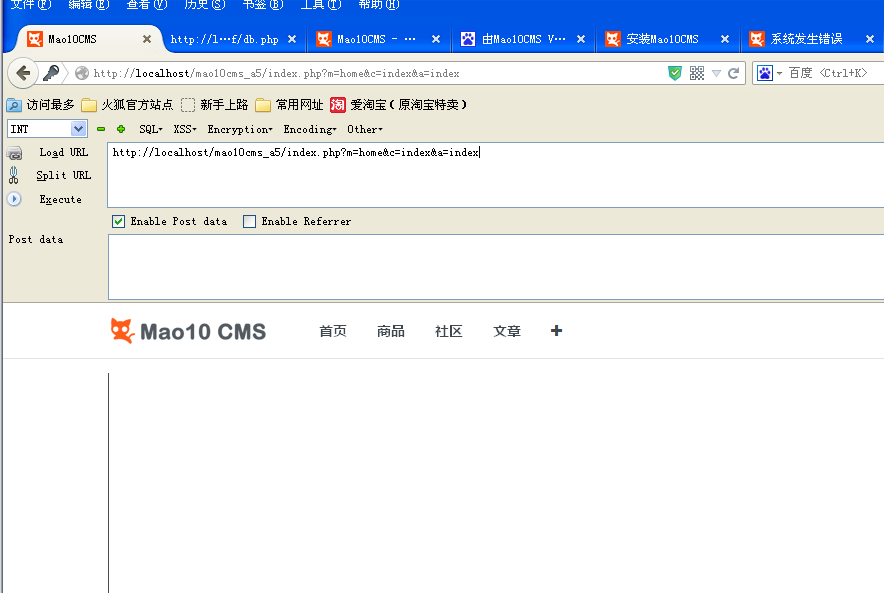 文件(F) 编辑(E) 查看(V) 历史(S) 书签(B) 工具(T) 帮助(H)
Mao10CMS × http://l…f/db.php × Mao10CMS - … × 由Mao10CMS V… × 安装Mao10CMS × 系统发生错误 ×
http://localhost/mao10cms_a5/index.php?m=home&c=index&a=index 百度 <Ctrl+K>
访问最多 火狐官方站点 新手上路 常用网址 淘 爱淘宝(原淘宝特卖)
INT SQL XSS Encryption Encoding Other
Load URL http://localhost/mao10cms_a5/index.php?m=home&c=index&a=index
Split URL
Execute
Enable Post data Enable Referrer
Post data
Mao10 CMS 首页 商品 社区 文章 +